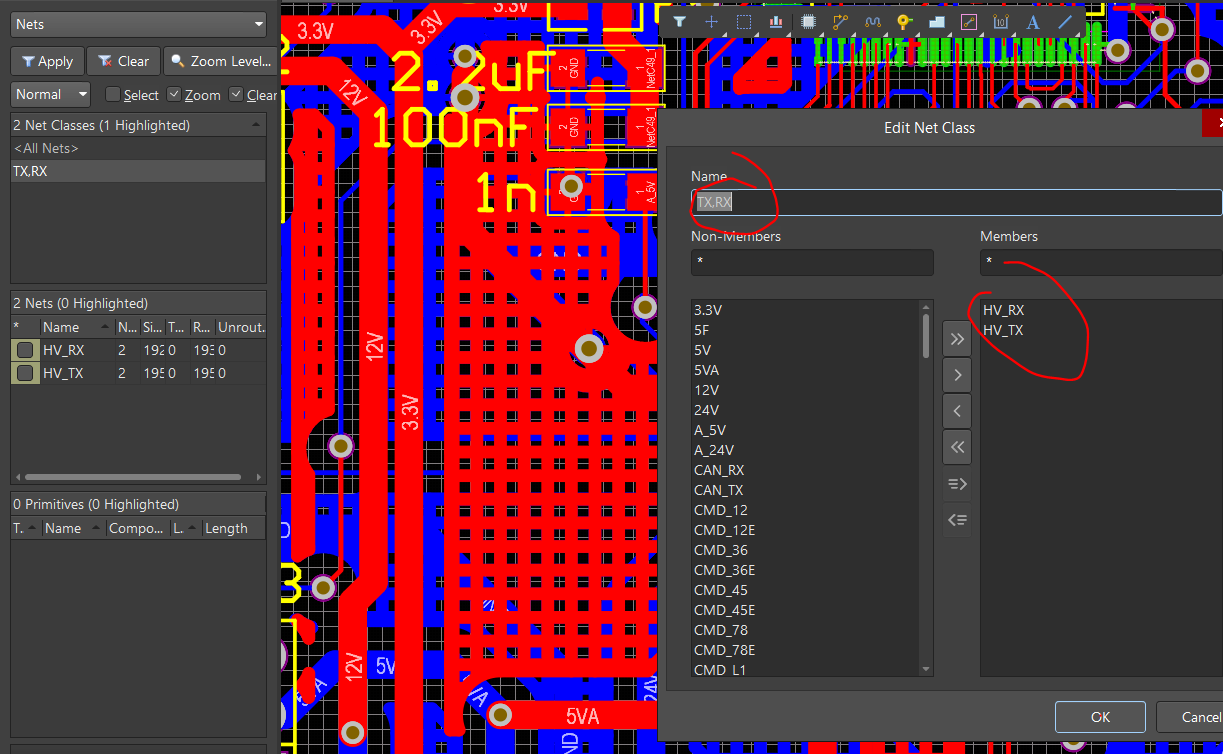 Nets
Apply
Clear
Zoom Level...
Normal
Select
Zoom
Clear
2 Net Classes (1 Highlighted)
<All Nets>
TX,RX
2 Nets (0 Highlighted)
* Name N... Si... T... R... Unrout.
HV_RX 2 192 0 193 0
HV_TX 2 195 0 195 0
0 Primitives (0 Highlighted)
T. Name Compo... L. Length
3.3V
3.3V
3.3V
12V
2.2uF
100nF
1n
2 GND
1 NetC49_1
2 GND
1 NetC49_1
1 A_5V
12V
3.3V
12V
3
5V
5VA
24V
Edit Net Class
Name
TX,RX
Non-Members
Members
*
*
3.3V
5F
5V
5VA
12V
24V
A_5V
A_24V
CAN_RX
CAN_TX
CMD_12
CMD_12E
CMD_36
CMD_36E
CMD_45
CMD_45E
CMD_78
CMD_78E
CMD_L1
HV_RX
HV_TX
OK
Cancel